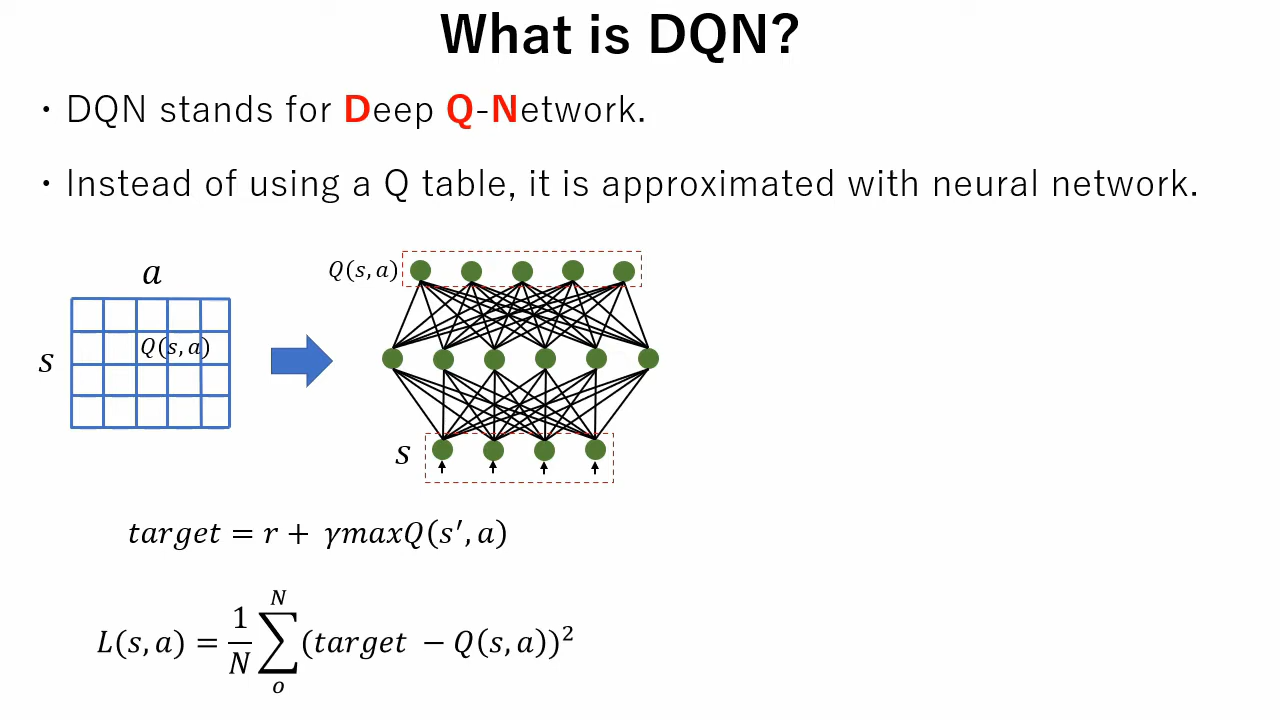 What is DQN?
・DQN stands for Deep Q-Network.
・Instead of using a Q table, it is approximated with neural network.
a
s
Q(s,a)
Q(s,a)
s
target = r + γmaxQ(s′,a)
L(s,a) = 1/N ∑_o^N (target − Q(s,a))²